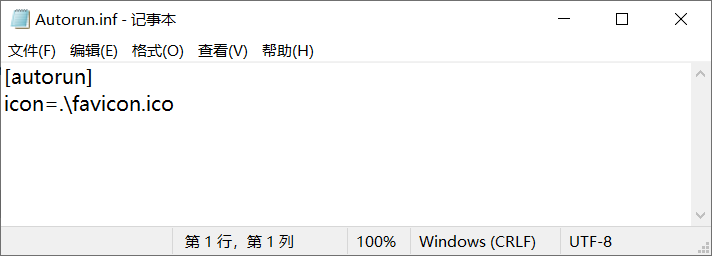 Autorun.inf - 记事本
文件(F) 编辑(E) 格式(O) 查看(V) 帮助(H)
[autorun]
icon=.\favicon.ico
第 1 行，第 1 列 100% Windows (CRLF) UTF-8